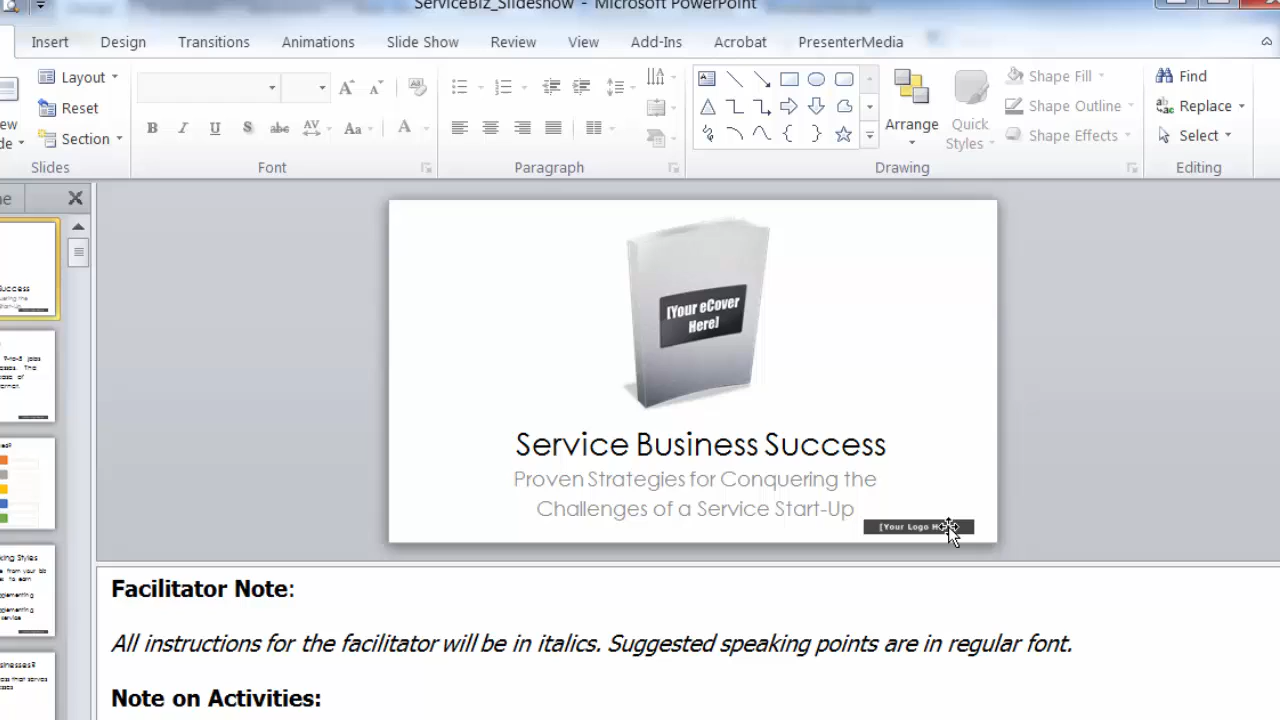 ServiceBiz_Slideshow - Microsoft PowerPoint
Insert Design Transitions Animations Slide Show Review View Add-Ins Acrobat PresenterMedia
Layout
Reset
Section
Slides
Font
Paragraph
Arrange
Quick Styles
Shape Fill
Shape Outline
Shape Effects
Drawing
Find
Replace
Select
Editing
[Your eCover
Here]
Service Business Success
Proven Strategies for Conquering the
Challenges of a Service Start-Up
[Your Logo
Facilitator Note:
All instructions for the facilitator will be in italics. Suggested speaking points are in regular font.
Note on Activities: